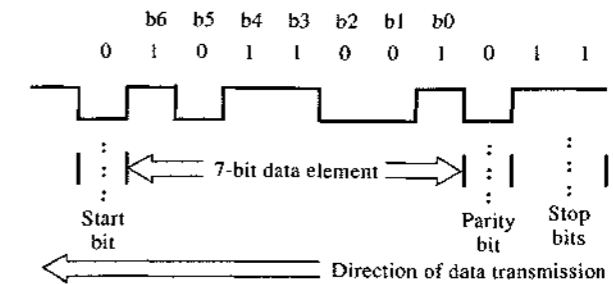 b6 b5 b4 b3 b2 b1 b0
0 1 0 1 1 0 0 1 0 1 1
7-bit data element
Start
bit
Parity
bit
Stop
bits
Direction of data transmission